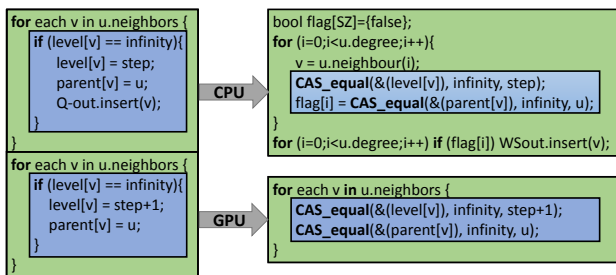 for each v in u.neighbors {
if (level[v] == infinity){
level[v] = step;
parent[v] = u;
Q-out.insert(v);
}
}
CPU
bool flag[SZ]={false};
for (i=0;i<u.degree;i++){
v = u.neighbour(i);
CAS_equal(&(level[v]), infinity, step);
flag[i] = CAS_equal(&(parent[v]), infinity, u);
}
for (i=0;i<u.degree;i++) if (flag[i]) WSout.insert(v);
for each v in u.neighbors {
if (level[v] == infinity){
level[v] = step+1;
parent[v] = u;
}
}
GPU
for each v in u.neighbors {
CAS_equal(&(level[v]), infinity, step+1);
CAS_equal(&(parent[v]), infinity, u);
}